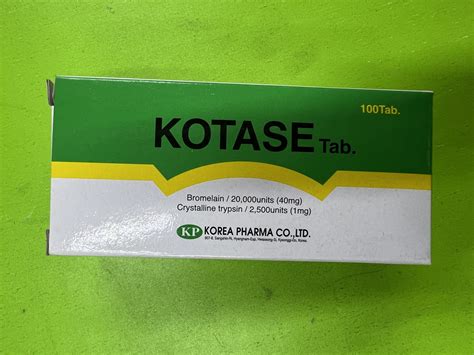 100Tab.
KOTASE Tab.
Bromelain / 20,000units (40mg)
Crystalline trypsin / 2,500units (1mg)
KP KOREA PHARMA CO.,LTD.